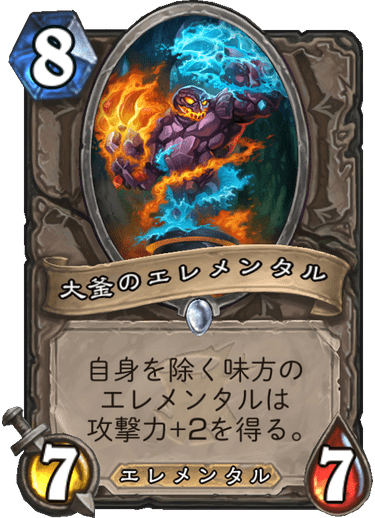 8
大釜のエレメンタル
自身を除く味方の
エレメンタルは
攻撃力+2を得る。
7
エレメンタル
7